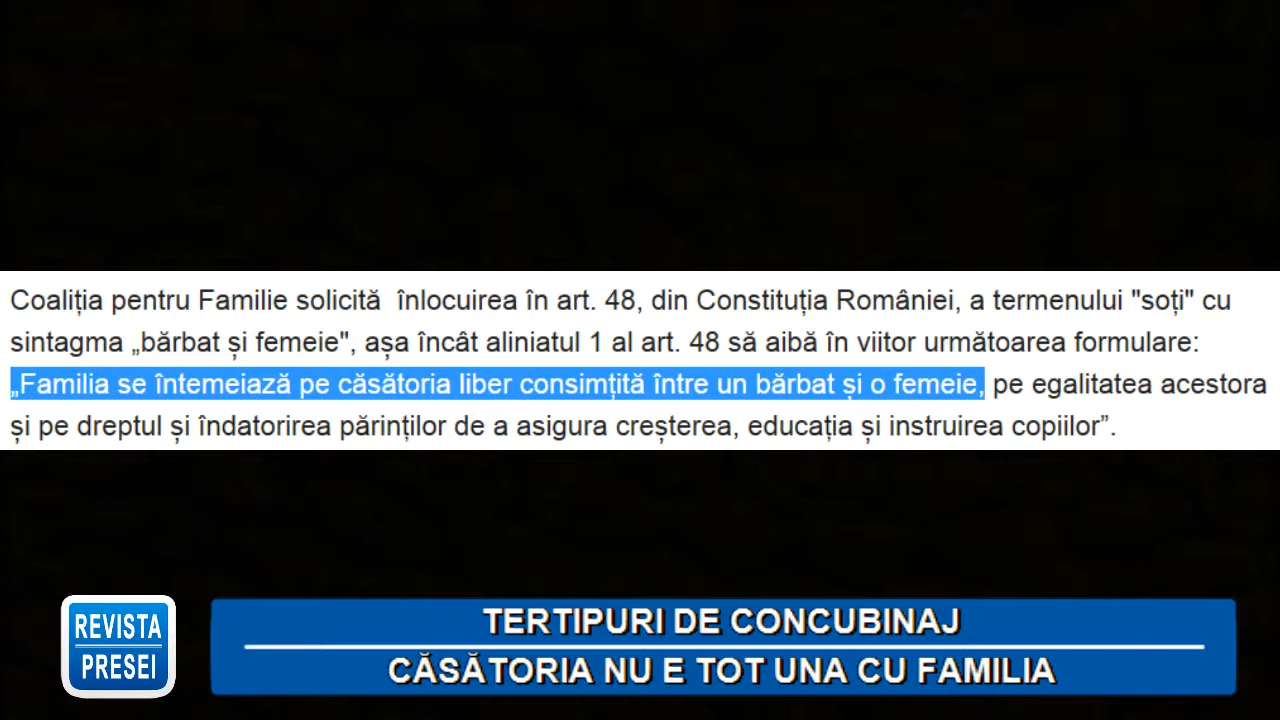 Coaliția pentru Familie solicită  înlocuirea în art. 48, din Constituția României, a termenului "soți" cu
sintagma „bărbat și femeie", așa încât aliniatul 1 al art. 48 să aibă în viitor următoarea formulare:
„Familia se întemeiază pe căsătoria liber consimțită între un bărbat și o femeie, pe egalitatea acestora
și pe dreptul și îndatorirea părinților de a asigura creșterea, educația și instruirea copiilor”.
REVISTA
PRESEI
TERTIPURI DE CONCUBINAJ
CĂSĂTORIA NU E TOT UNA CU FAMILIA